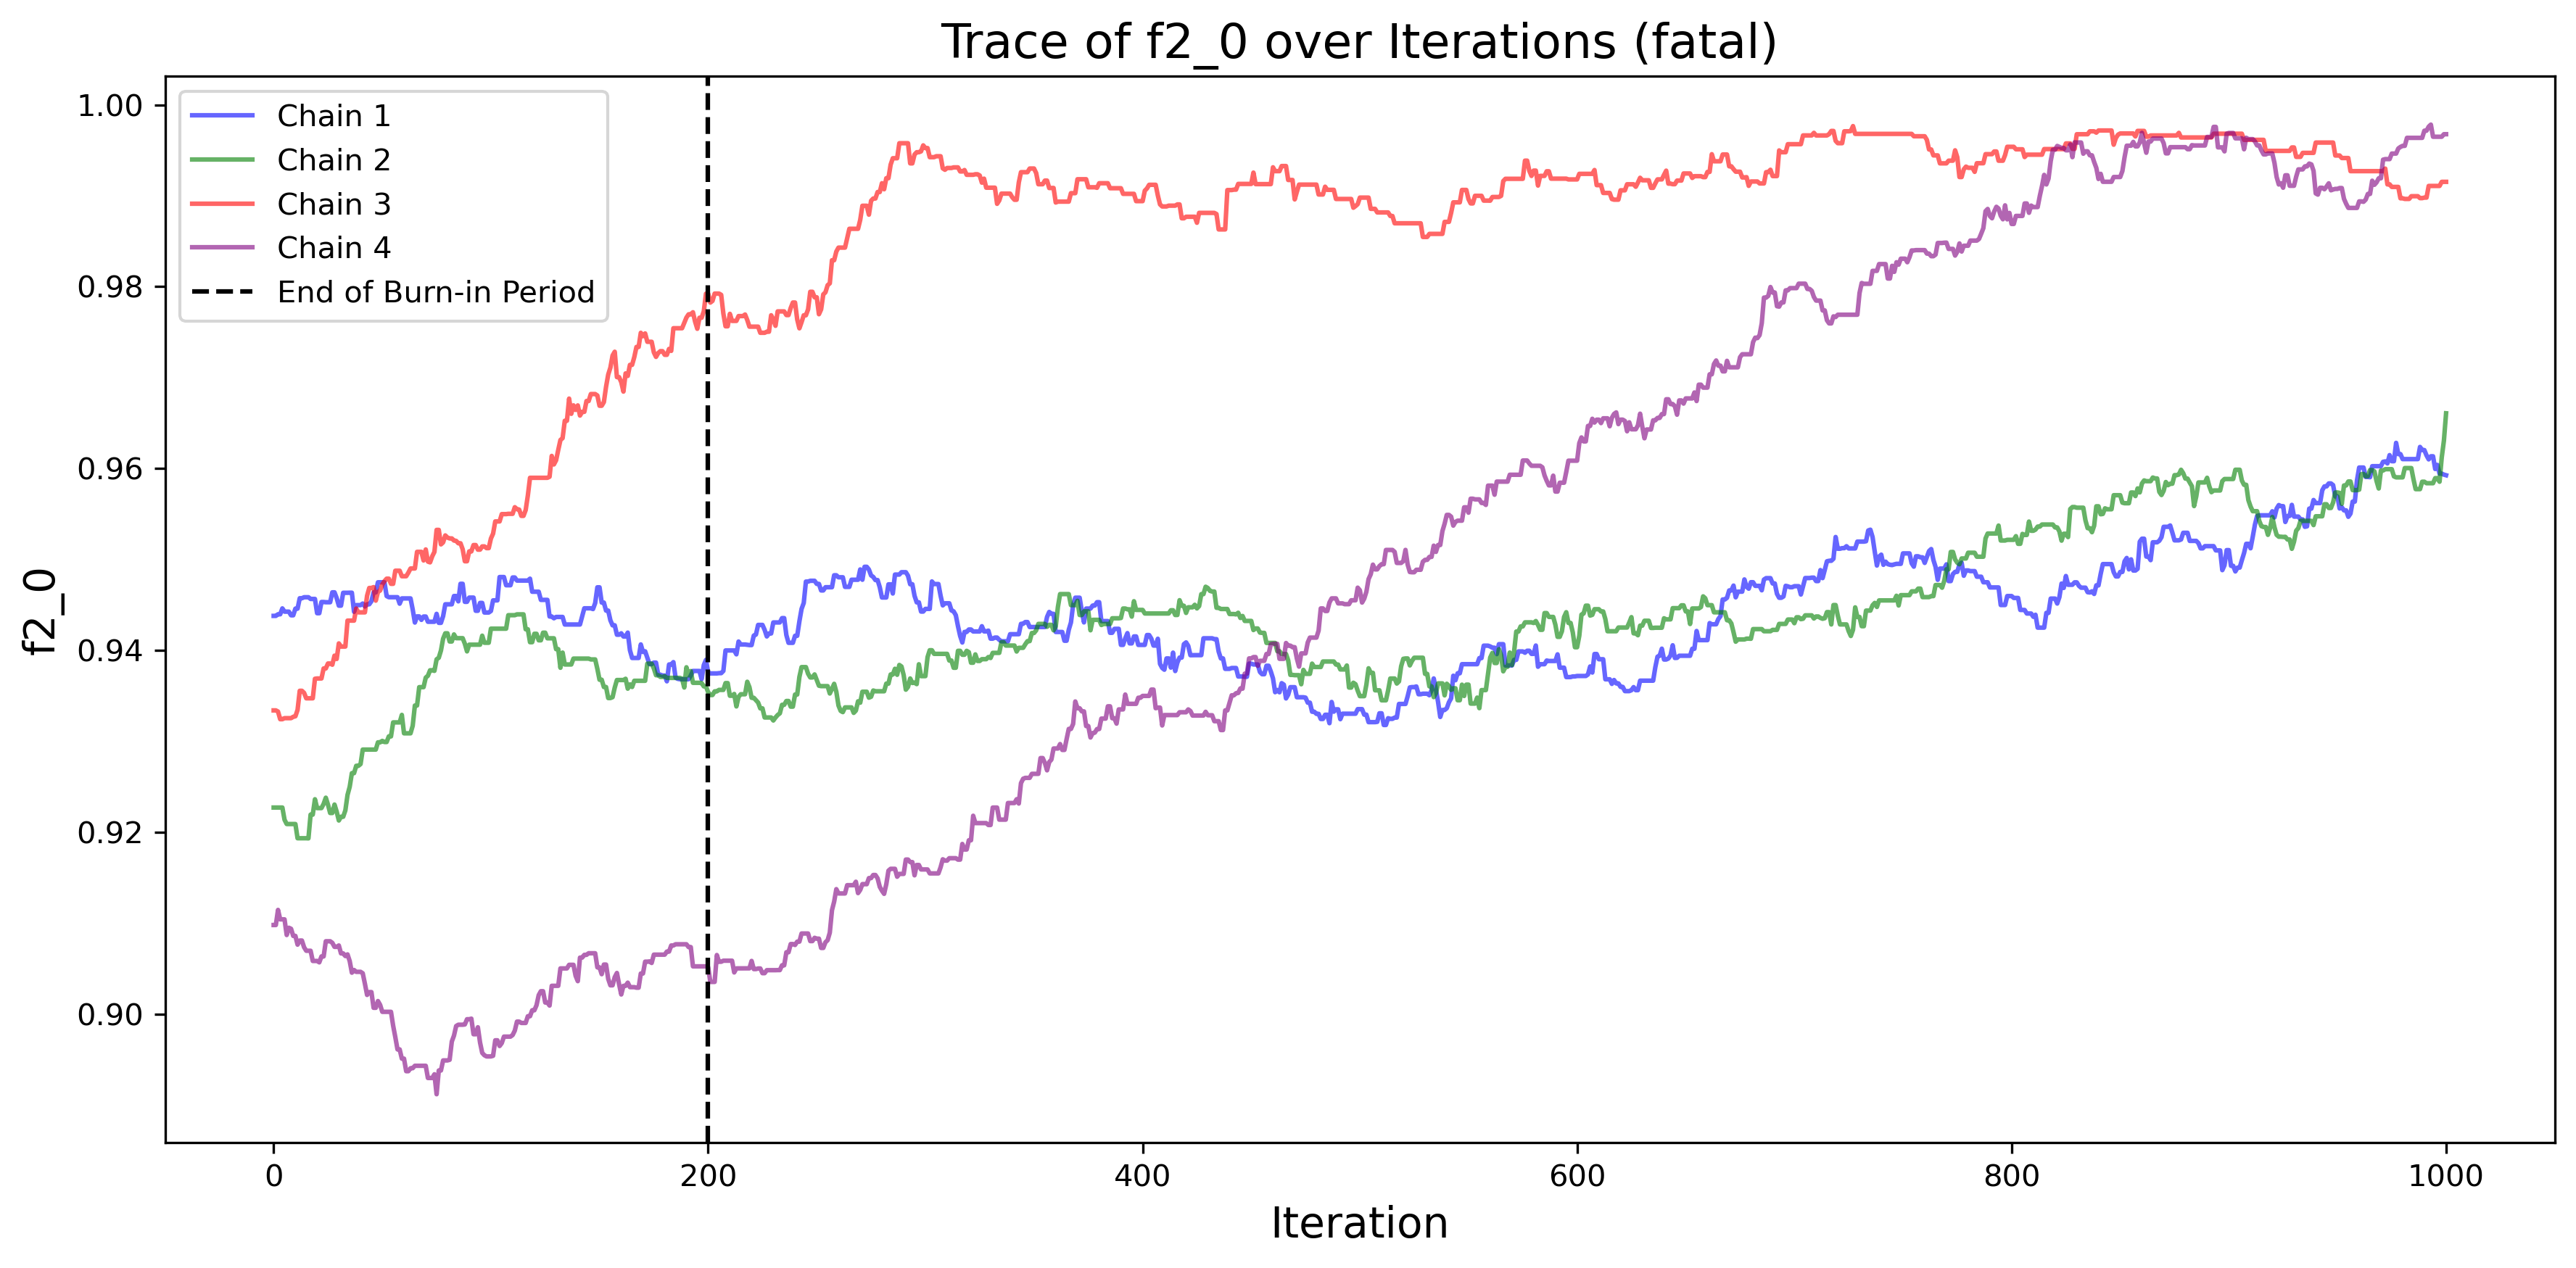 Trace of f2_0 over Iterations (fatal)
Chain 1
Chain 2
Chain 3
Chain 4
End of Burn-in Period
f2_0
1.00
0.98
0.96
0.94
0.92
0.90
0 200 400 600 800 1000
Iteration